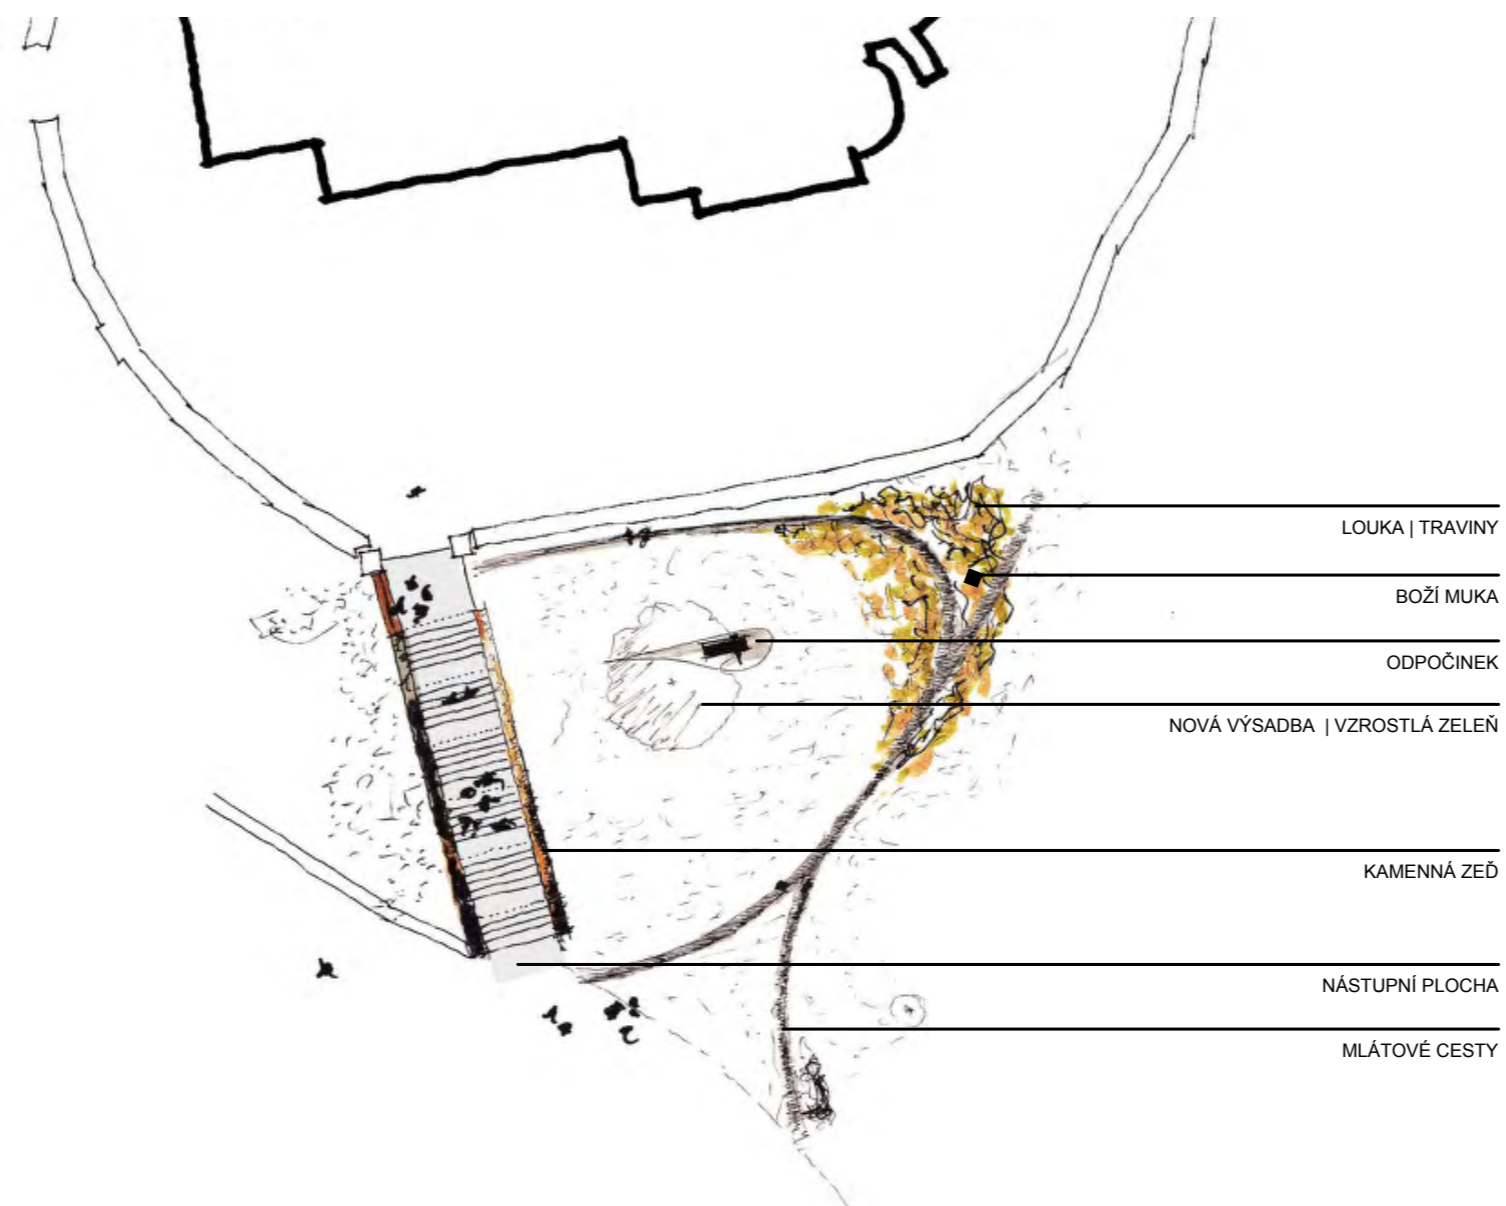 LOUKA | TRAVINY
BOŽÍ MUKA
ODPOČINEK
NOVÁ VÝSADBA | VZROSTLÁ ZELEŇ
KAMENNÁ ZEĎ
NÁSTUPNÍ PLOCHA
MLÁTOVÉ CESTY